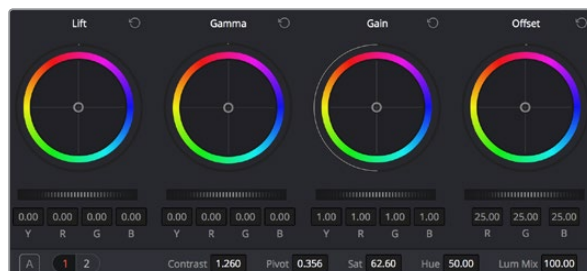 Lift Gamma Gain Offset
0.00 0.00 0.00 0.00 0.00 0.00 0.00 0.00 1.00 1.00 1.00 1.00 25.00 25.00 25.00
Y R G B Y R G B Y R G B R G B
A 1 2 Contrast 1.260 Pivot 0.356 Sat 62.60 Hue 50.00 Lum Mix 100.00